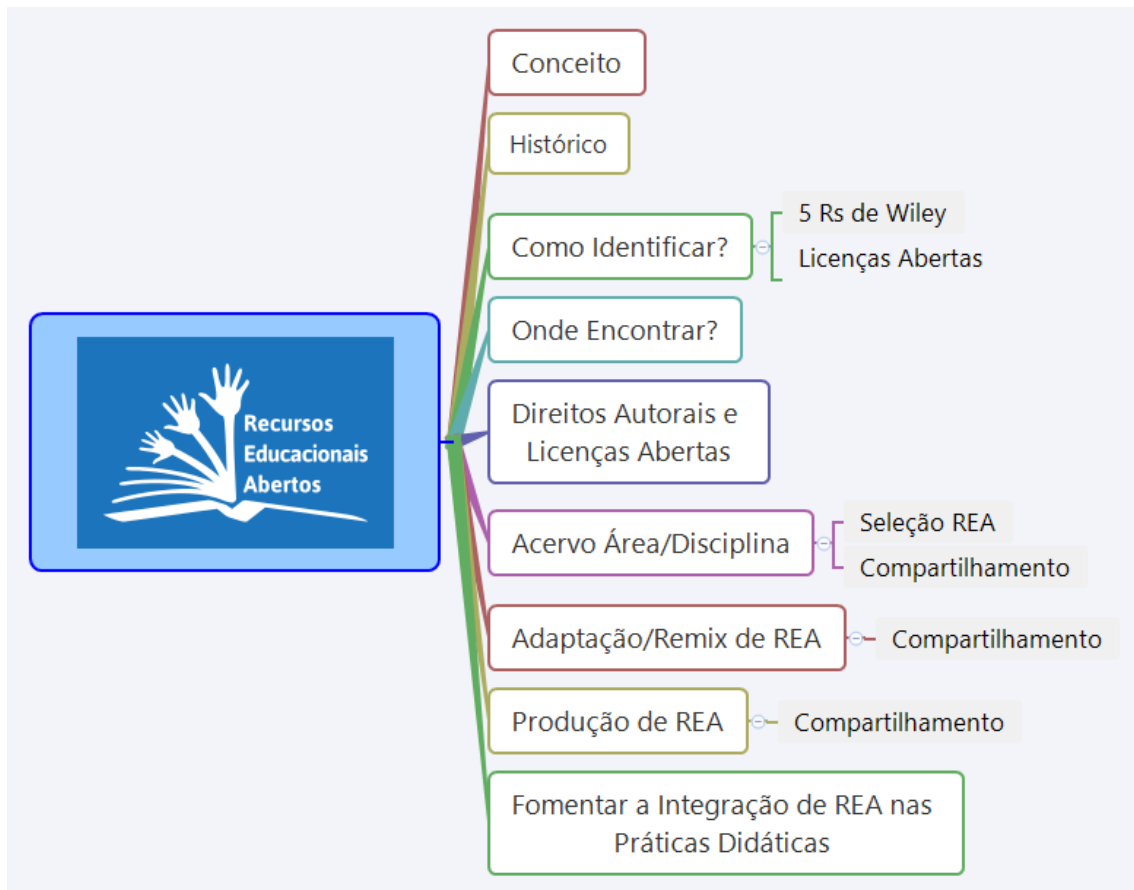 Recursos
Educacionais
Abertos
Conceito
Histórico
Como Identificar?
5 Rs de Wiley
Licenças Abertas
Onde Encontrar?
Direitos Autorais e
Licenças Abertas
Acervo Área/Disciplina
Seleção REA
Compartilhamento
Adaptação/Remix de REA
Compartilhamento
Produção de REA
Compartilhamento
Fomentar a Integração de REA nas
Práticas Didáticas